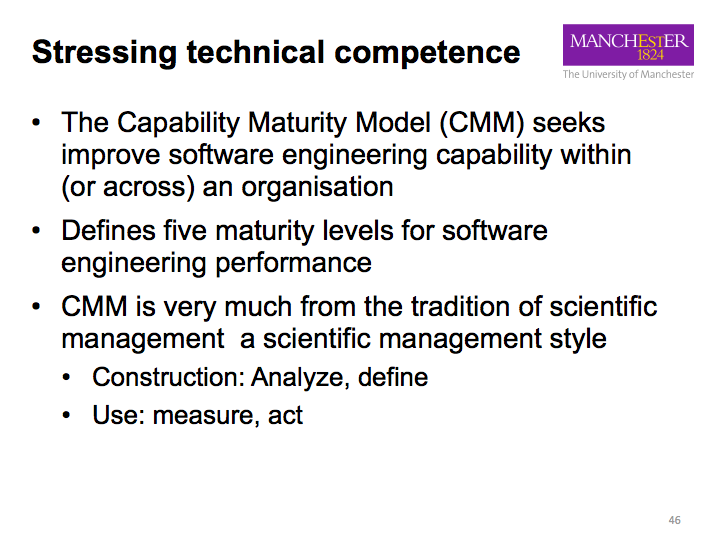 Stressing technical competence
MANCHEStER
1824
The University of Manchester
• The Capability Maturity Model (CMM) seeks
improve software engineering capability within
(or across) an organisation
• Defines five maturity levels for software
engineering performance
• CMM is very much from the tradition of scientific
management  a scientific management style
• Construction: Analyze, define
• Use: measure, act
46